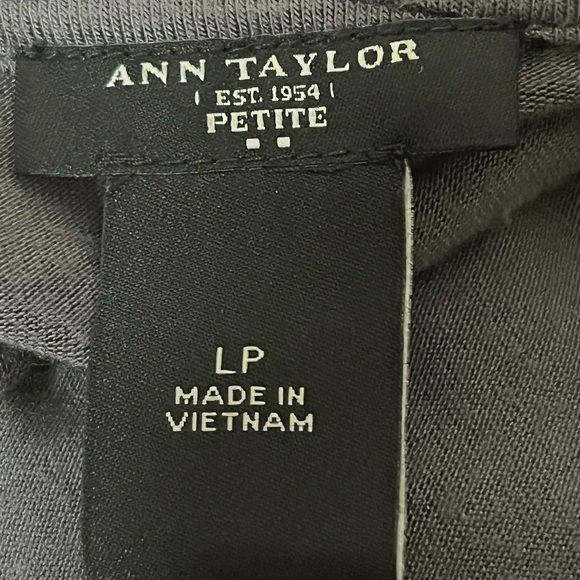 ANN TAYLOR
EST. 1954
PETITE
LP
MADE IN
VIETNAM